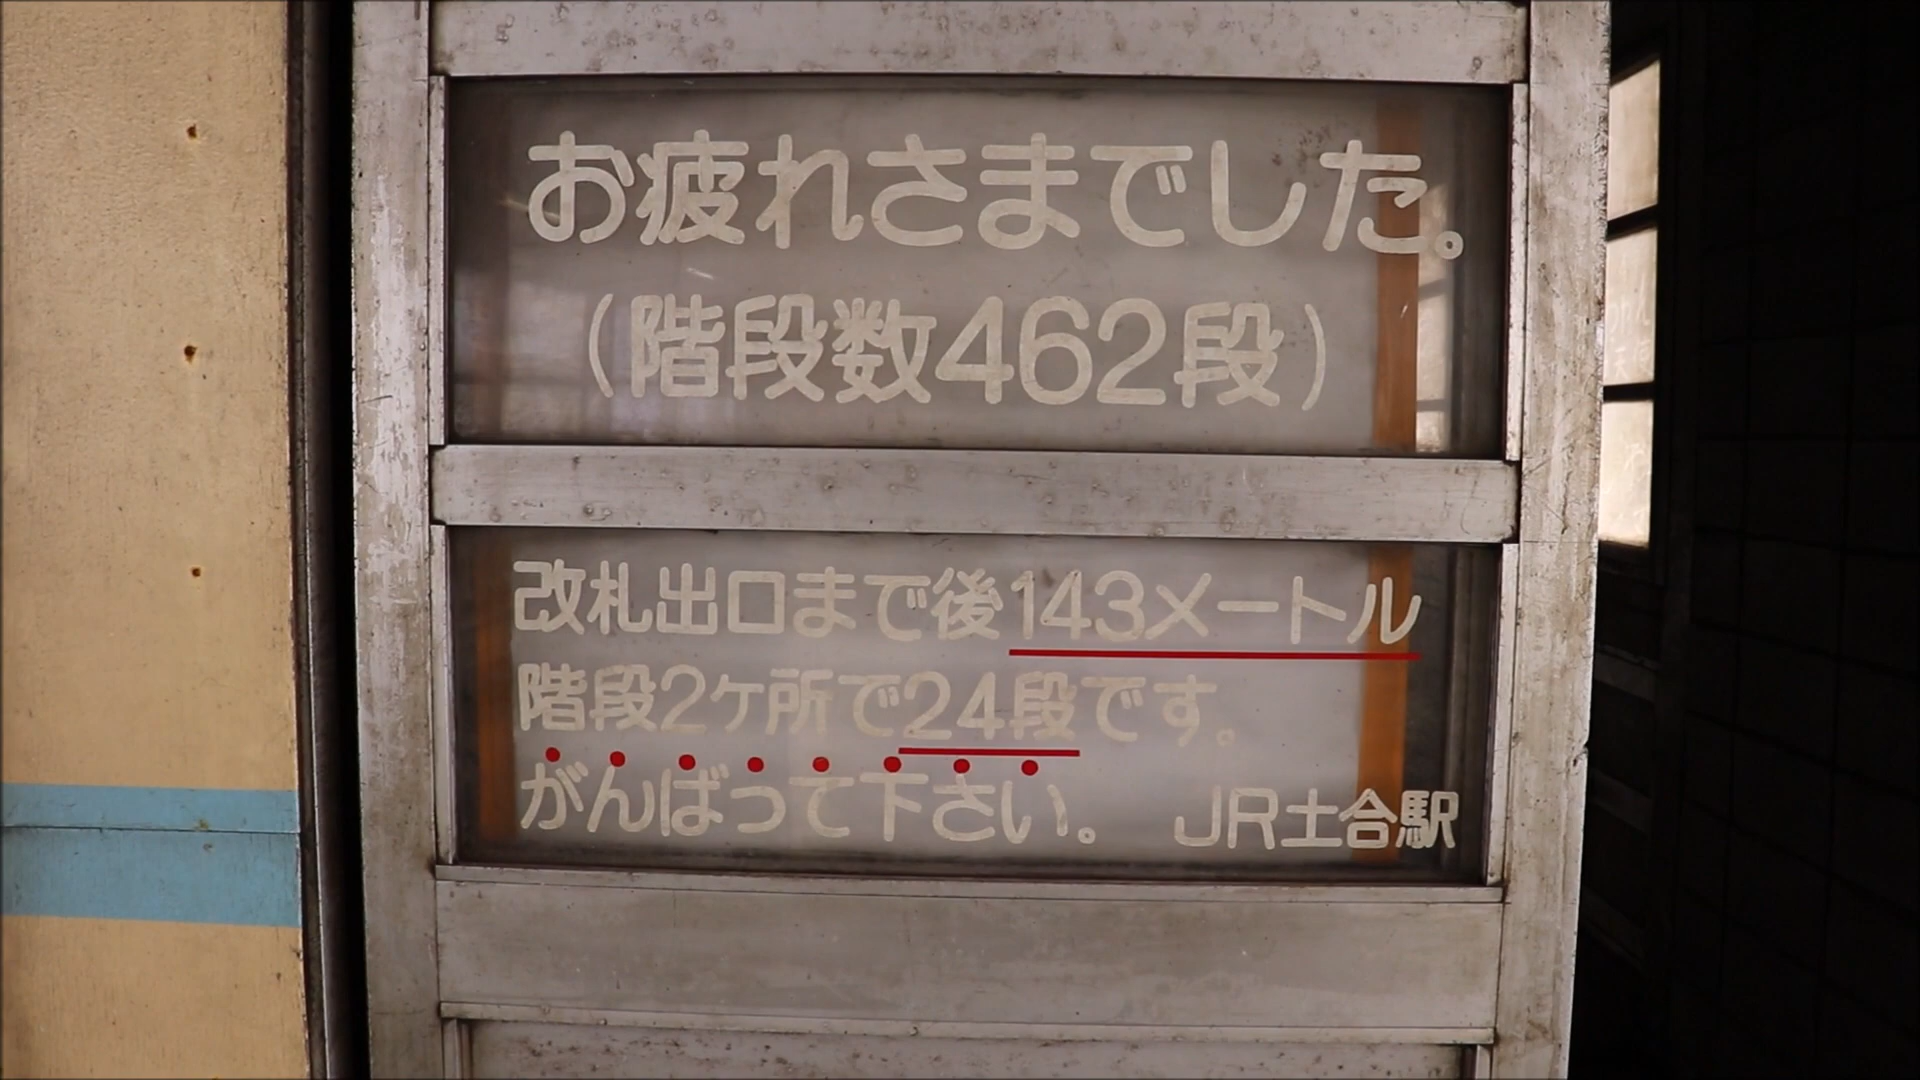 お疲れさまでした。
(階段数462段)
改札出口まで後143メートル
階段2ヶ所で24段です。
がんばって下さい。 JR土合駅